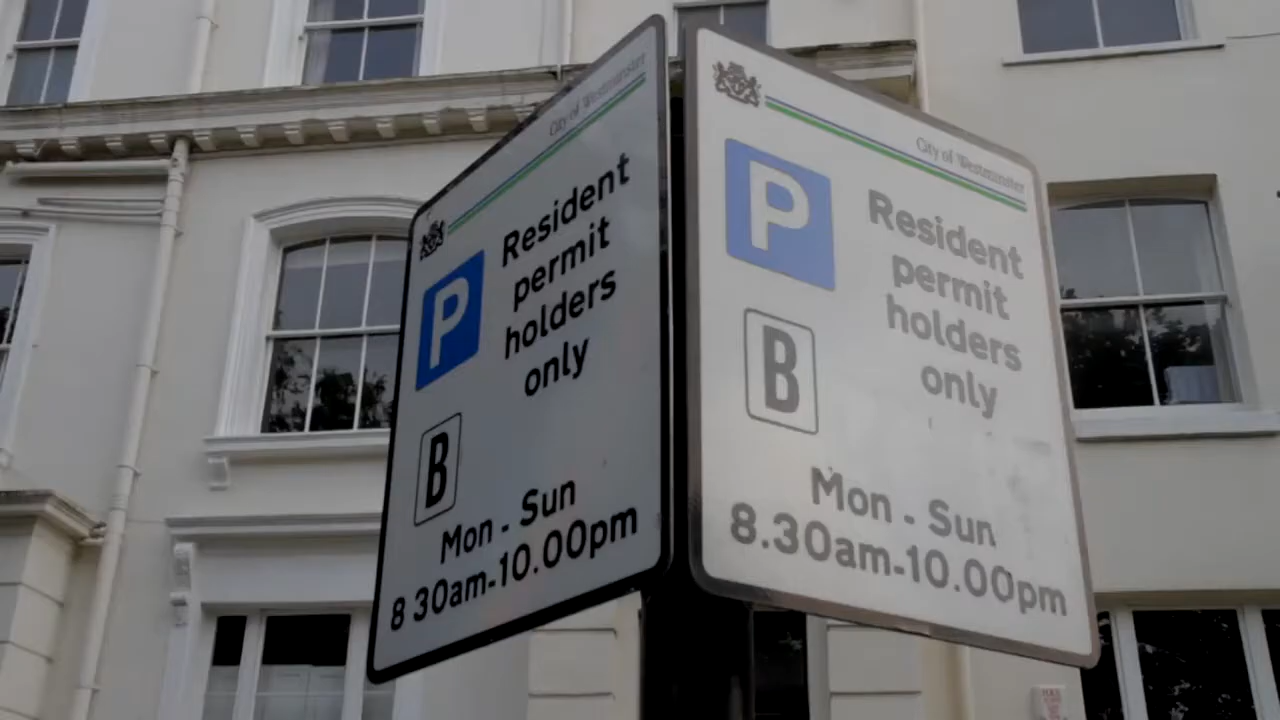 City of Westminster
P
Resident
permit
holders
only
B
Mon - Sun
8 30am-10.00pm
City of Westminster
P
Resident
permit
holders
only
B
Mon - Sun
8.30am-10.00pm